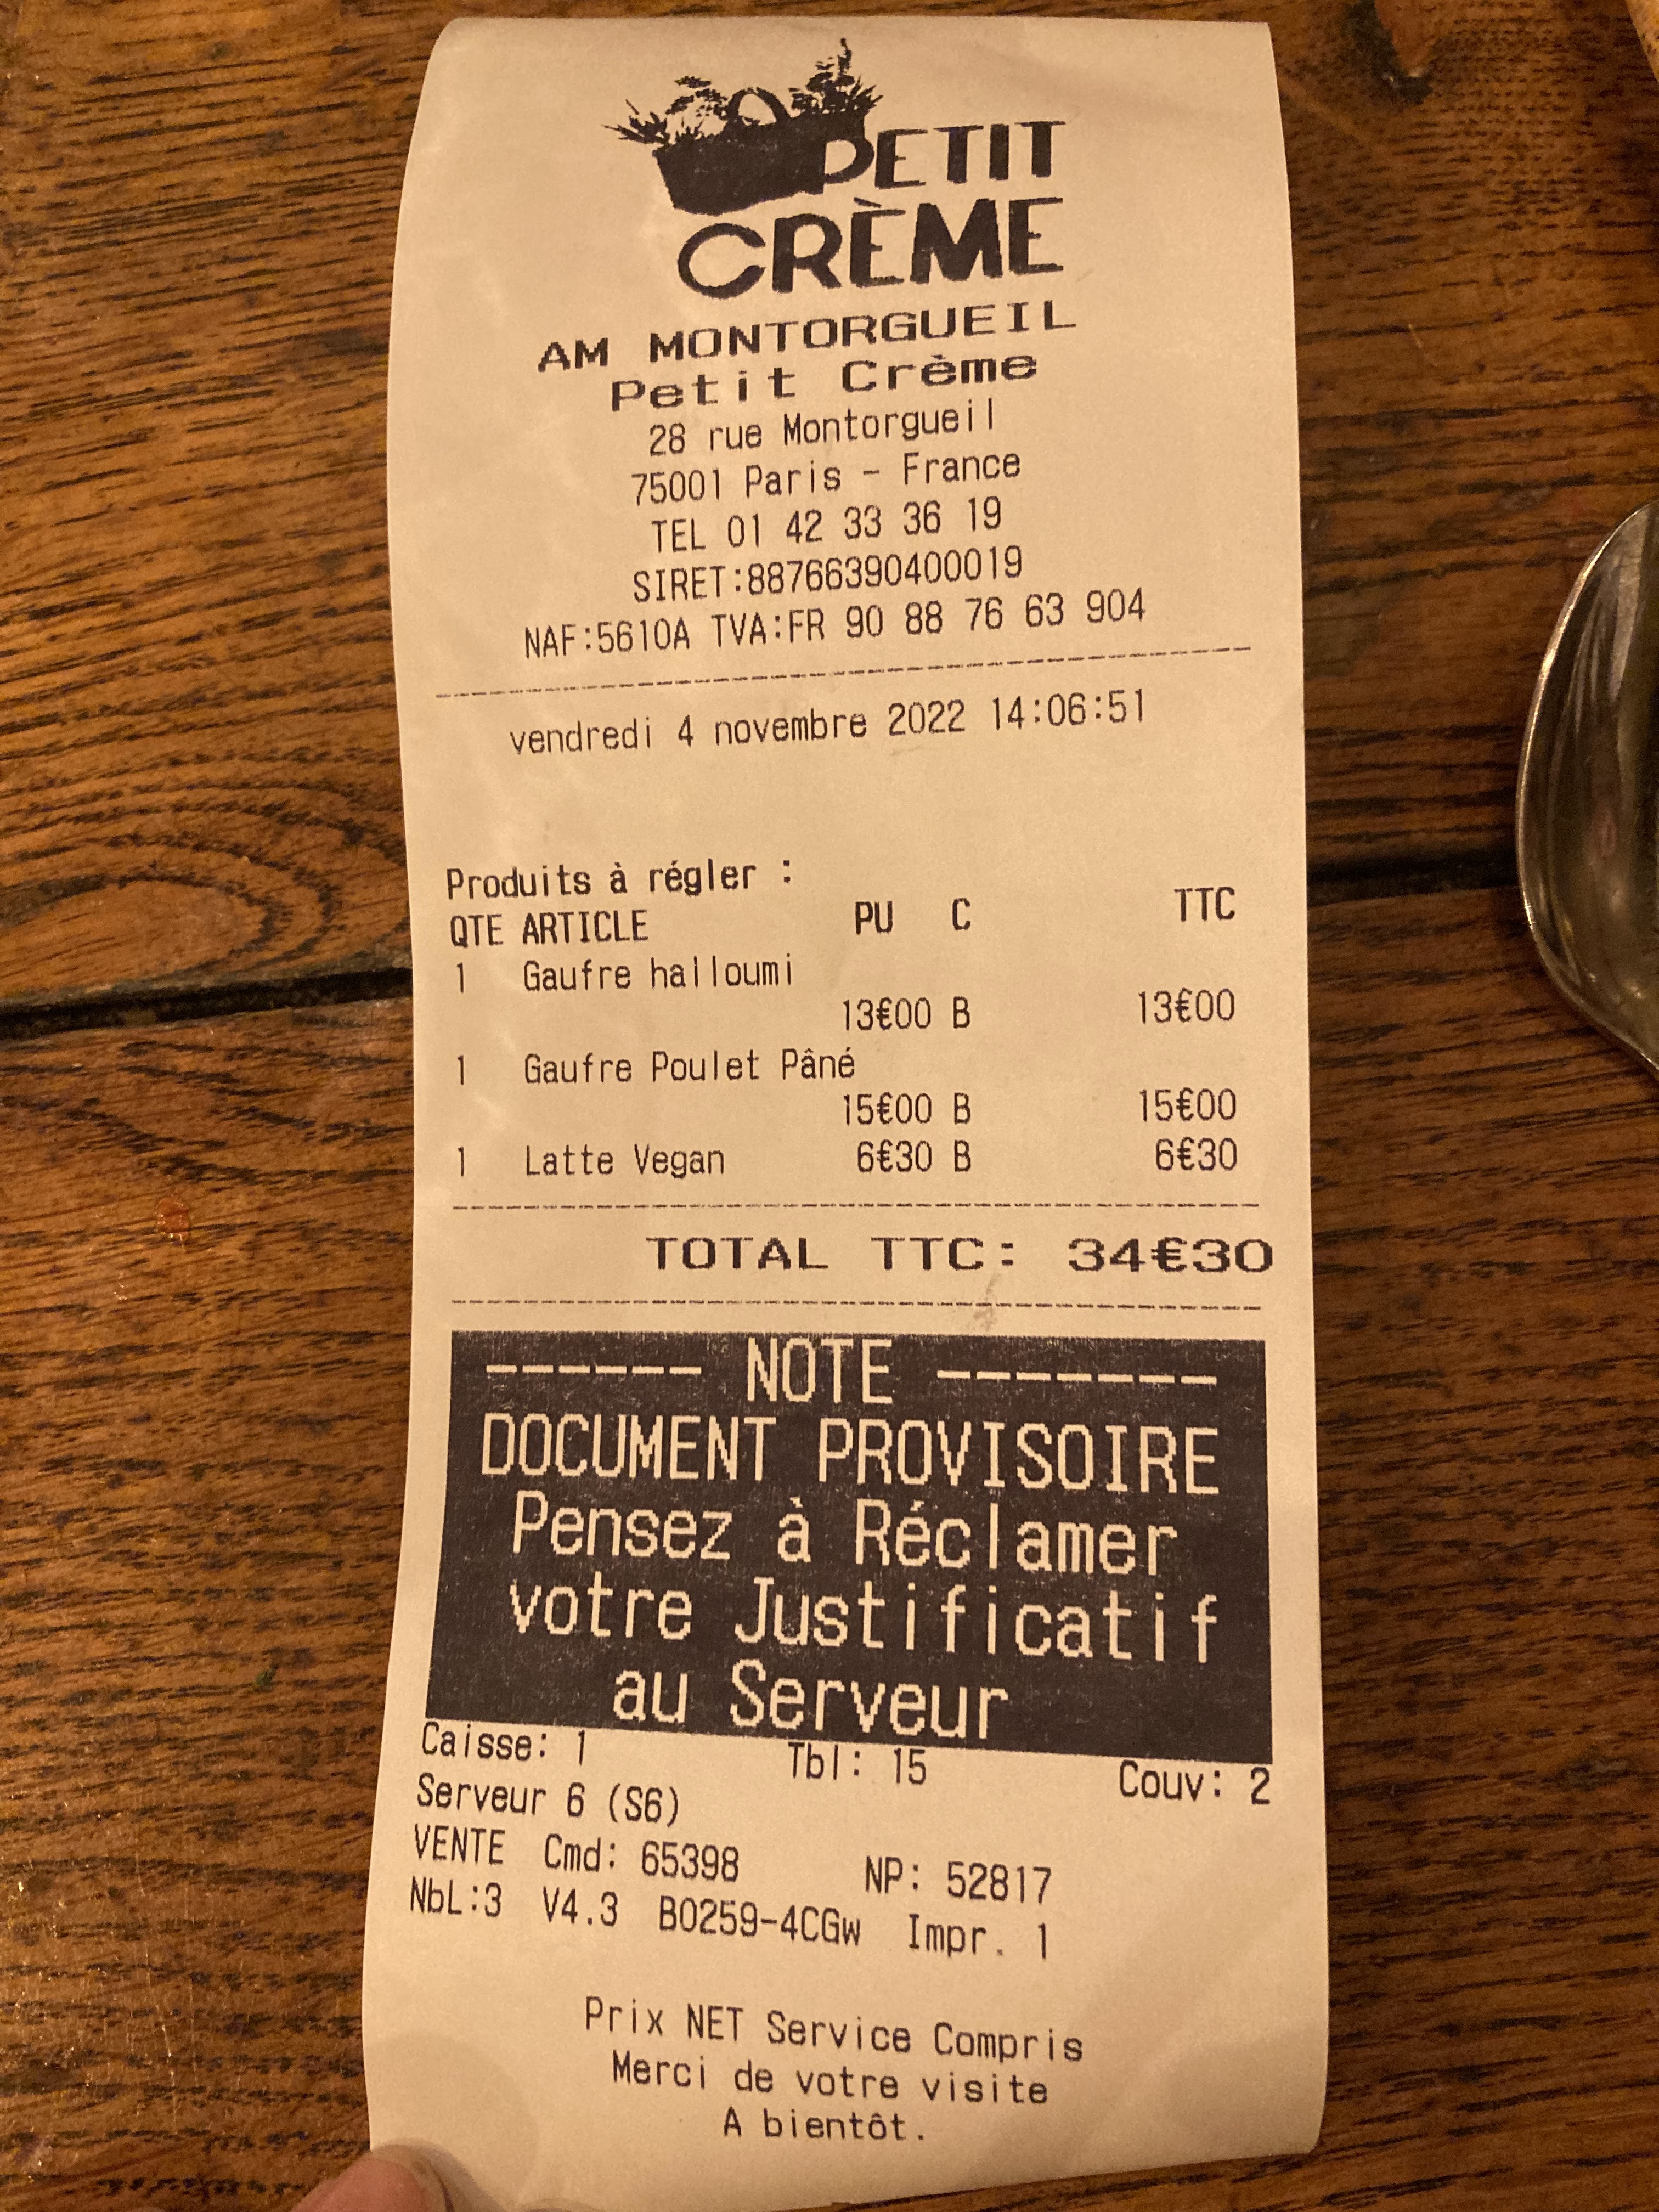 PETIT
CRÈME
AM MONTORGUEIL
Petit Crème
28 rue Montorgueil
75001 Paris - France
TEL 01 42 33 36 19
SIRET:88766390400019
NAF:5610A TVA:FR 90 88 76 63 904
vendredi 4 novembre 2022 14:06:51
Produits à régler :
QTE ARTICLE PU C TTC
1 Gaufre halloumi
13€00 B 13€00
1 Gaufre Poulet Pâné
15€00 B 15€00
1 Latte Vegan 6€30 B 6€30
TOTAL TTC: 34€30
------ NOTE -------
DOCUMENT PROVISOIRE
Pensez à Réclamer
votre Justificatif
au Serveur
Caisse: 1 Tbl: 15 Couv: 2
Serveur 6 (S6)
VENTE Cmd: 65398 NP: 52817
NbL:3 V4.3 B0259-4CGw Impr. 1
Prix NET Service Compris
Merci de votre visite
A bientôt.